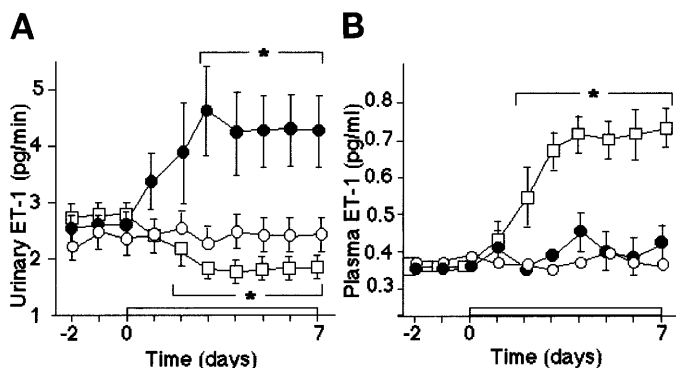 A
*
5
4
3
2
1
Urinary ET-1 (pg/min)
*
-2 0 7
Time (days)
B
*
0.8
0.7
0.6
0.5
0.4
0.3
Plasma ET-1 (pg/ml)
-2 0 7
Time (days)